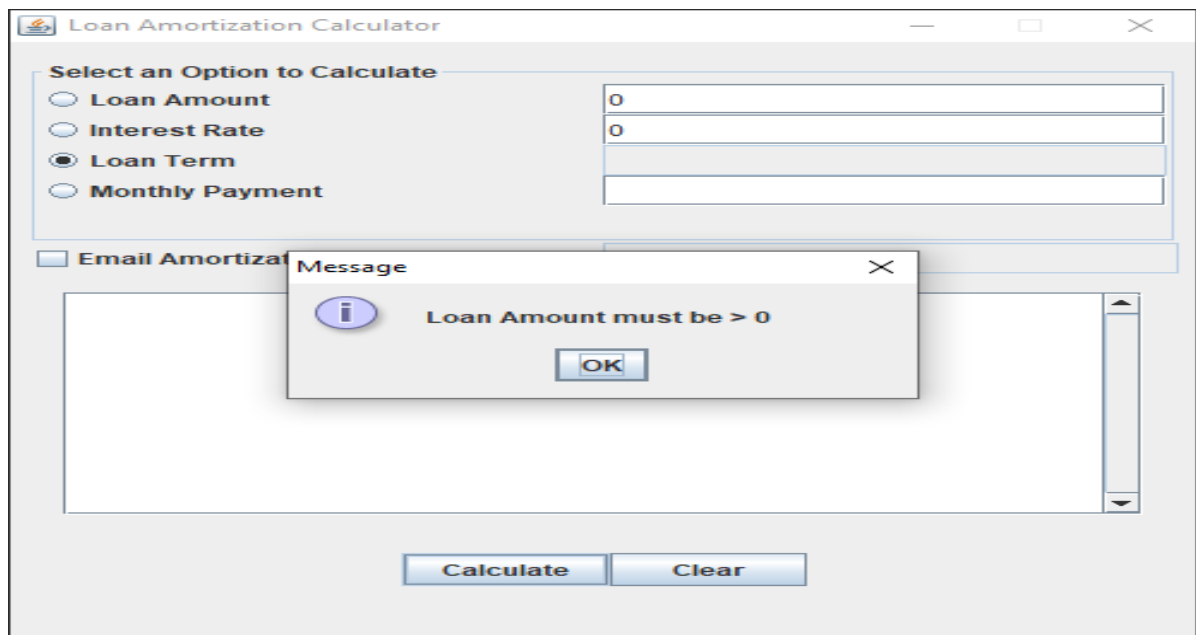 Loan Amortization Calculator
Select an Option to Calculate
Loan Amount 0
Interest Rate 0
Loan Term
Monthly Payment
Email
Message
Loan Amount must be > 0
OK
Calculate Clear